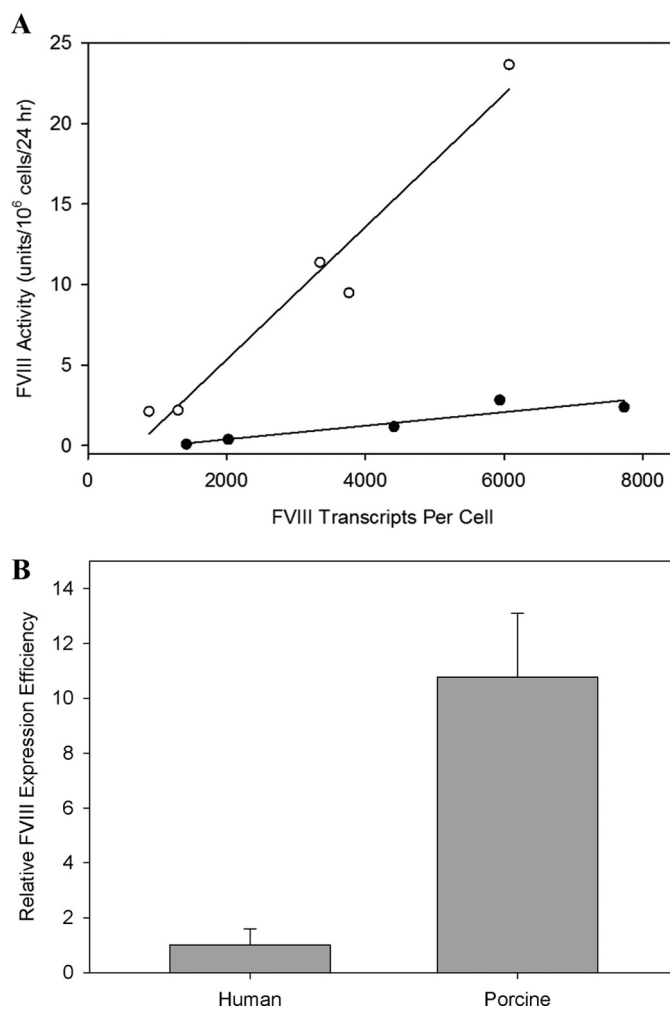 A
25
20
15
10
5
0
FVIII Activity (units/10⁶ cells/24 hr)
0 2000 4000 6000 8000
FVIII Transcripts Per Cell
B
14
12
10
8
6
4
2
0
Relative FVIII Expression Efficiency
Human Porcine